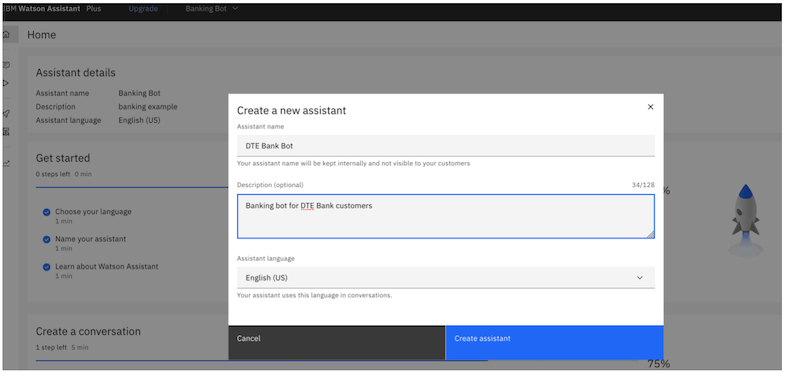 IBM Watson Assistant Plus Upgrade Banking Bot
Home
Assistant details
Assistant name Banking Bot
Description banking example
Assistant language English (US)
Get started
0 steps left 0 min
Choose your language
1 min
Name your assistant
1 min
Learn about Watson Assistant
1 min
Create a conversation
1 step left 5 min
Create a new assistant
Assistant name
DTE Bank Bot
Your assistant name will be kept internally and not visible to your customers
Description (optional) 34/128
Banking bot for DTE Bank customers
Assistant language
English (US)
Your assistant uses this language in conversations.
Cancel Create assistant
%
75%